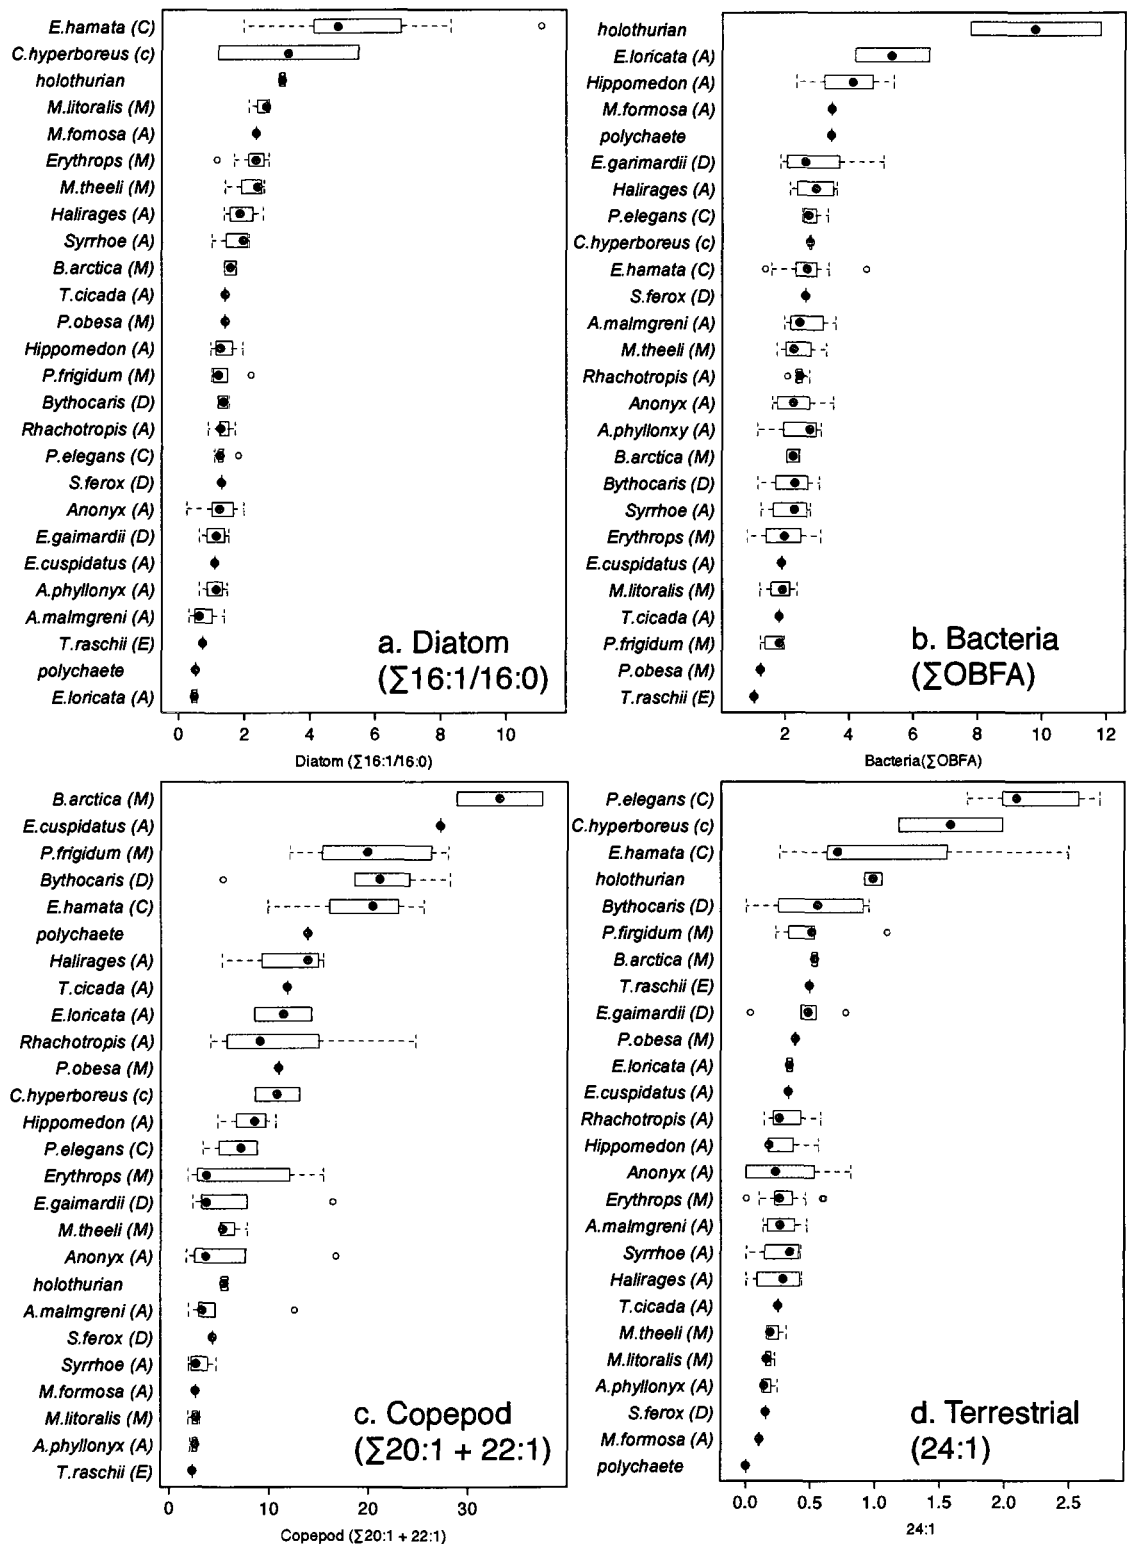 E.hamata (C)
C.hyperboreus (c)
holothurian
M.litoralis (M)
M.fomosa (A)
Erythrops (M)
M.theeli (M)
Halirages (A)
Syrrhoe (A)
B.arctica (M)
T.cicada (A)
P.obesa (M)
Hippomedon (A)
P.frigidum (M)
Bythocaris (D)
Rhachotropis (A)
P.elegans (C)
S.ferox (D)
Anonyx (A)
E.gaimardii (D)
E.cuspidatus (A)
A.phyllonyx (A)
A.malmgreni (A)
T.raschii (E)
polychaete
E.loricata (A)
a. Diatom
(∑16:1/16:0)
0 2 4 6 8 10
Diatom (∑16:1/16:0)
holothurian
E.loricata (A)
Hippomedon (A)
M.formosa (A)
polychaete
E.garimardii (D)
Halirages (A)
P.elegans (C)
C.hyperboreus (c)
E.hamata (C)
S.ferox (D)
A.malmgreni (A)
M.theeli (M)
Rhachotropis (A)
Anonyx (A)
A.phyllonxy (A)
B.arctica (M)
Bythocaris (D)
Syrrhoe (A)
Erythrops (M)
E.cuspidatus (A)
M.litoralis (M)
T.cicada (A)
P.frigidum (M)
P.obesa (M)
T.raschii (E)
b. Bacteria
(∑OBFA)
2 4 6 8 10 12
Bacteria(∑OBFA)
B.arctica (M)
E.cuspidatus (A)
P.frigidum (M)
Bythocaris (D)
E.hamata (C)
polychaete
Halirages (A)
T.cicada (A)
E.loricata (A)
Rhachotropis (A)
P.obesa (M)
C.hyperboreus (c)
Hippomedon (A)
P.elegans (C)
Erythrops (M)
E.gaimardii (D)
M.theeli (M)
Anonyx (A)
holothurian
A.malmgreni (A)
S.ferox (D)
Syrrhoe (A)
M.formosa (A)
M.litoralis (M)
A.phyllonyx (A)
T.raschii (E)
c. Copepod
(∑20:1 + 22:1)
0 10 20 30
Copepod (∑20:1 + 22:1)
P.elegans (C)
C.hyperboreus (c)
E.hamata (C)
holothurian
Bythocaris (D)
P.firgidum (M)
B.arctica (M)
T.raschii (E)
E.gaimardii (D)
P.obesa (M)
E.loricata (A)
E.cuspidatus (A)
Rhachotropis (A)
Hippomedon (A)
Anonyx (A)
Erythrops (M)
A.malmgreni (A)
Syrrhoe (A)
Halirages (A)
T.cicada (A)
M.theeli (M)
M.litoralis (M)
A.phyllonyx (A)
S.ferox (D)
M.formosa (A)
polychaete
d. Terrestrial
(24:1)
0.0 0.5 1.0 1.5 2.0 2.5
24:1